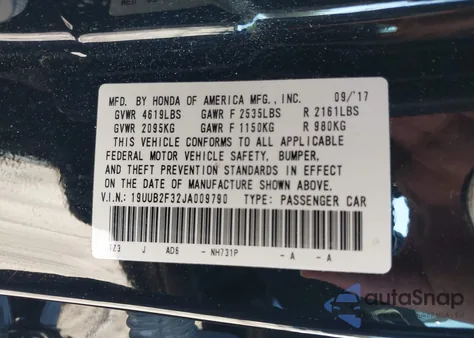 MFD. BY HONDA OF AMERICA MFG., INC. 09/'17
GVWR 4619LBS GAWR F 2535LBS R 2161LBS
GVWR 2095KG GAWR F 1150KG R 980KG
THIS VEHICLE CONFORMS TO ALL APPLICABLE
FEDERAL MOTOR VEHICLE SAFETY, BUMPER,
AND THEFT PREVENTION STANDARDS IN EFFECT
ON THE DATE OF MANUFACTURE SHOWN ABOVE.
V.I.N.: 19UUB2F32JA009790 TYPE: PASSENGER CAR
TZ3 J AD6 -NH731P -A -A
autoSnap